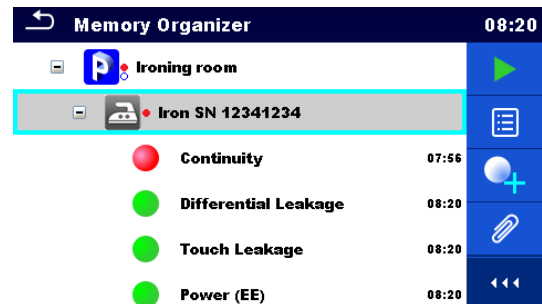 Memory Organizer 08:20
Ironing room
Iron SN 12341234
Continuity 07:56
Differential Leakage 08:20
Touch Leakage 08:20
Power (EE) 08:20